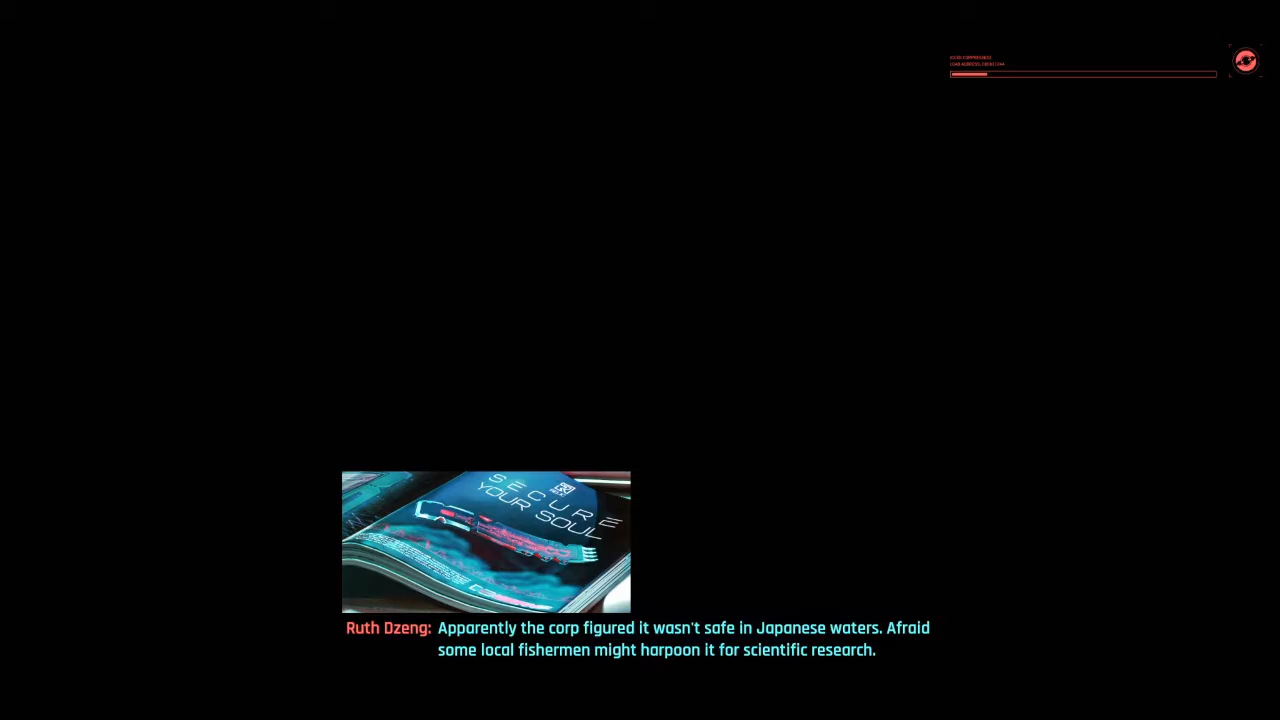 SECURE
YOUR SOUL
Ruth Dzeng: Apparently the corp figured it wasn't safe in Japanese waters. Afraid
some local fishermen might harpoon it for scientific research.